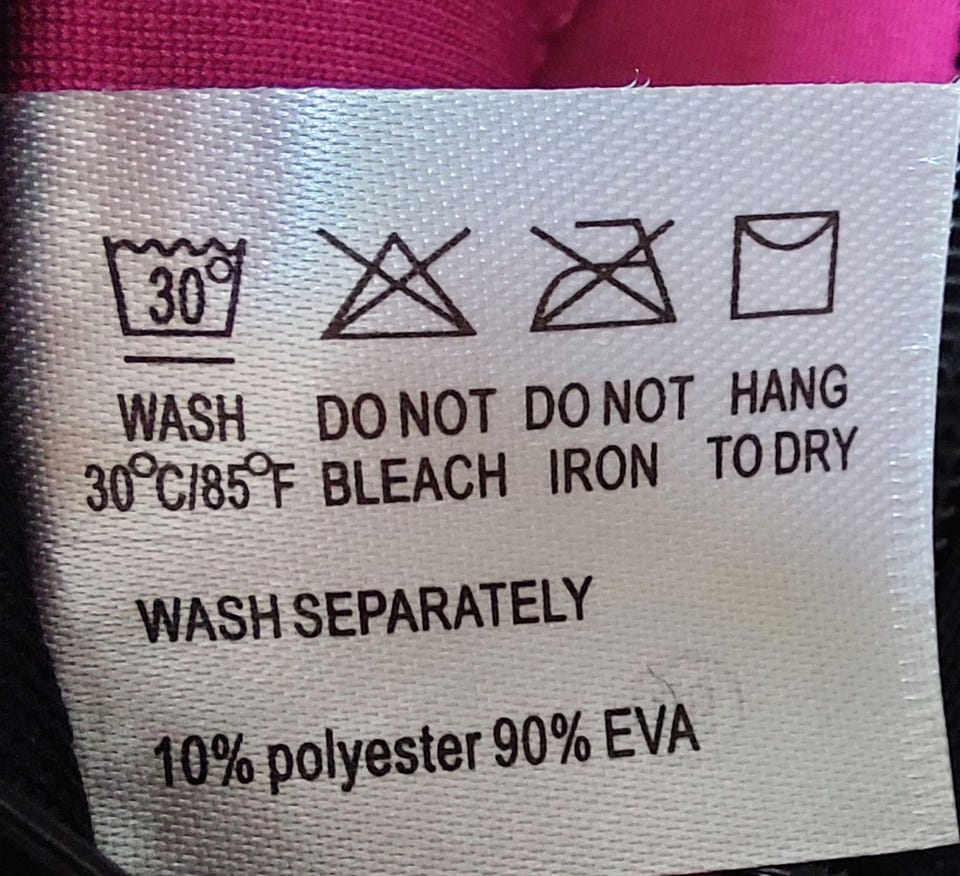 30°
WASH DO NOT DO NOT HANG
30°C/85°F BLEACH IRON TO DRY
WASH SEPARATELY
10% polyester 90% EVA